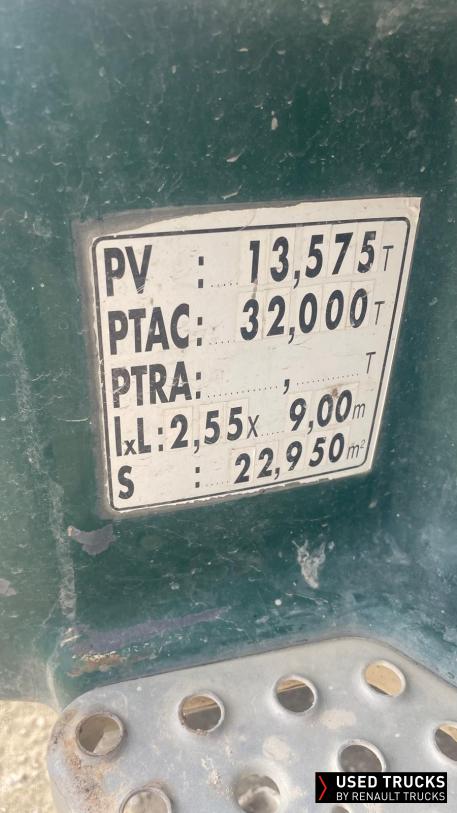 PV : ..... 13,575 T
PTAC : ..... 32,000 T
PTRA : ............ , ............ T
lxL : 2,55 x .... 9,00 m
S : ..... 22,950 m²
USED TRUCKS
BY RENAULT TRUCKS